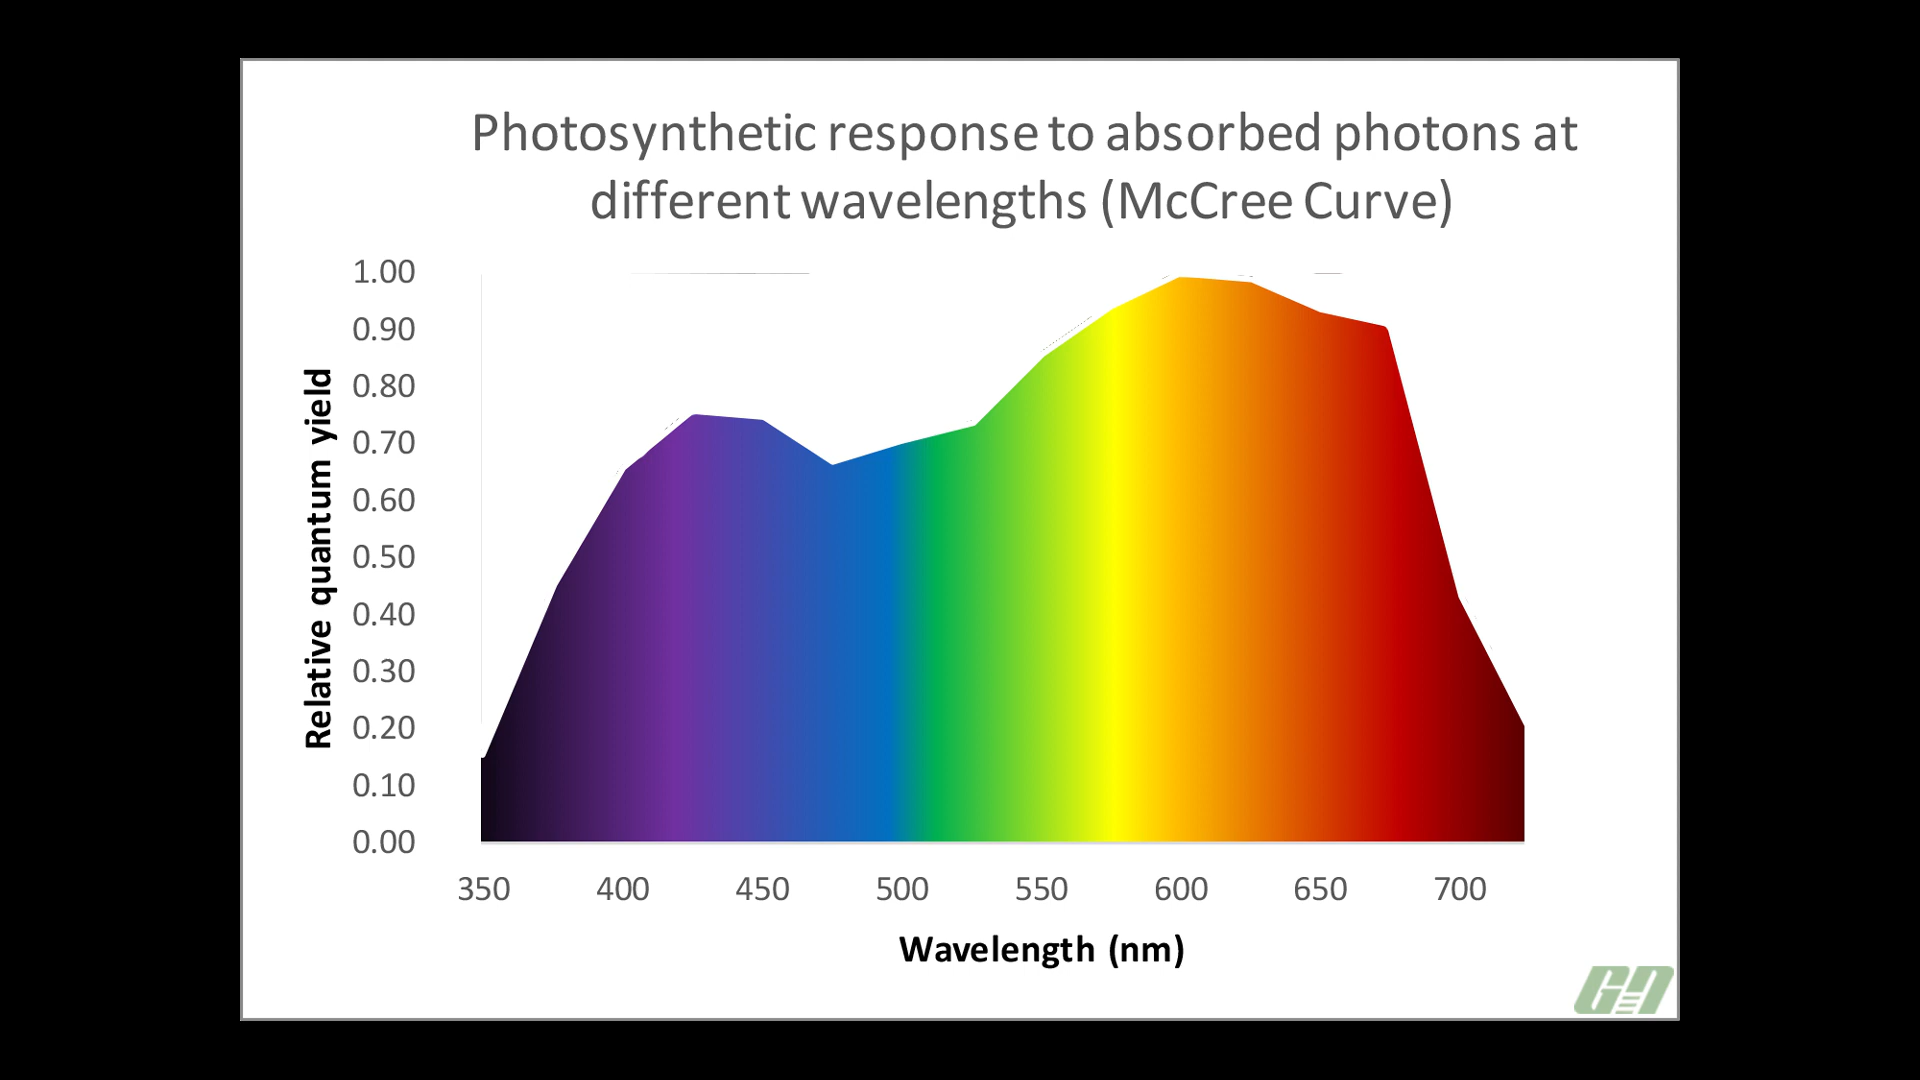 Photosynthetic response to absorbed photons at
different wavelengths (McCree Curve)
1.00
0.90
0.80
0.70
0.60
0.50
0.40
0.30
0.20
0.10
0.00
Relative quantum yield
350 400 450 500 550 600 650 700
Wavelength (nm)